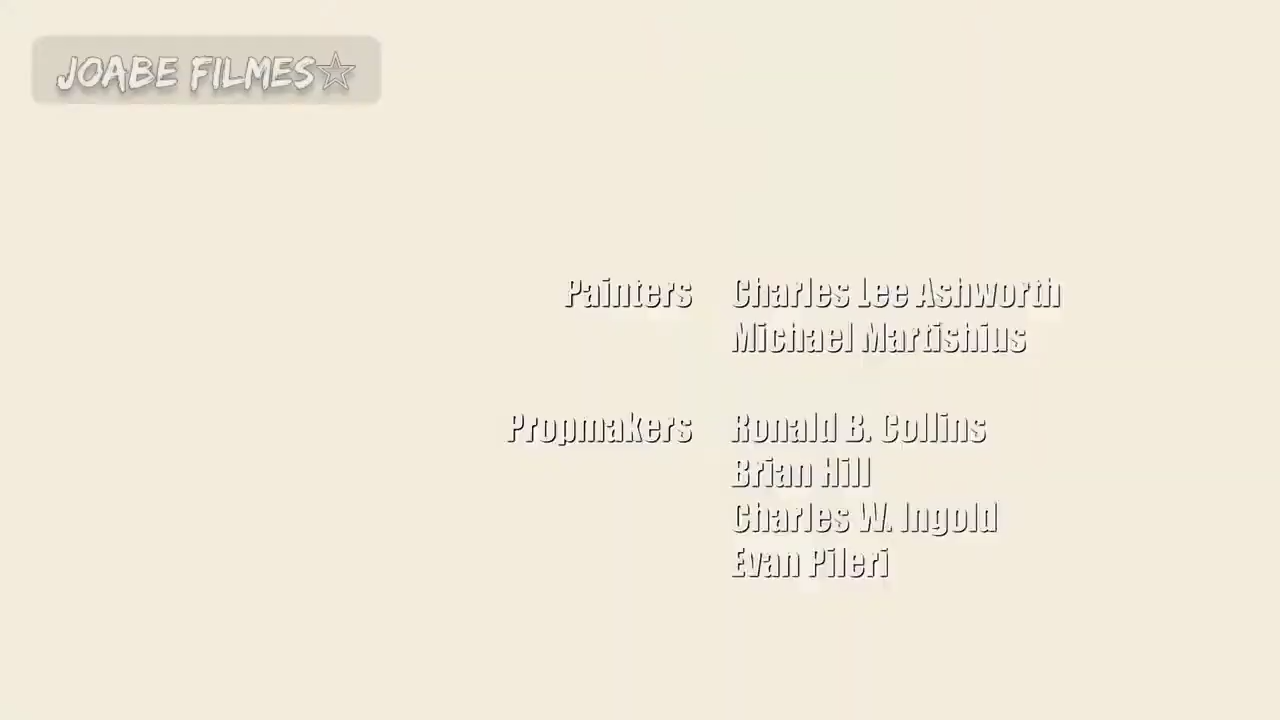 JOABE FILMES☆
Painters Charles Lee Ashworth
Michael Martishius
Propmakers Ronald B. Collins
Brian Hill
Charles W. Ingold
Evan Pileri